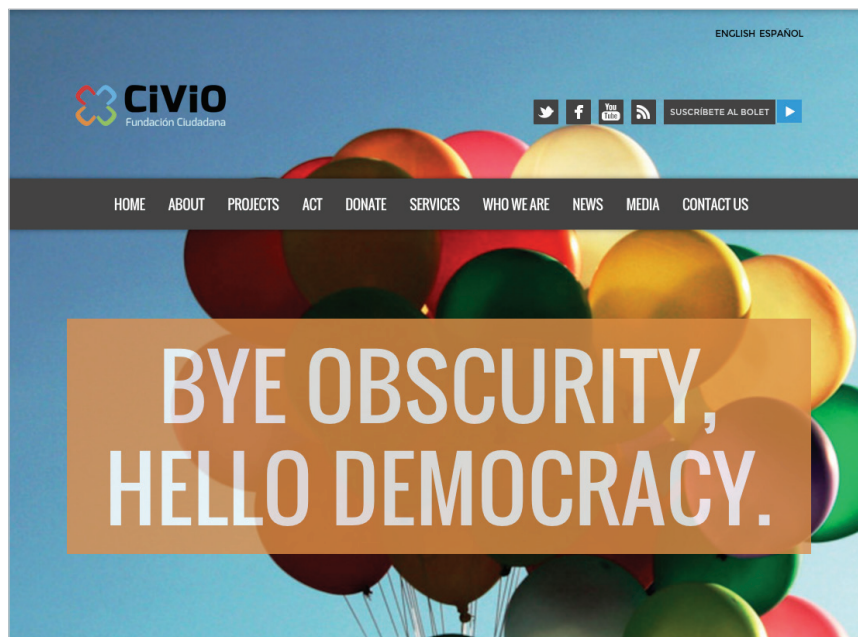 ENGLISH ESPAÑOL
CiViO
Fundación Ciudadana
You
Tube
SUSCRÍBETE AL BOLET
HOME ABOUT PROJECTS ACT DONATE SERVICES WHO WE ARE NEWS MEDIA CONTACT US
BYE OBSCURITY,
HELLO DEMOCRACY.